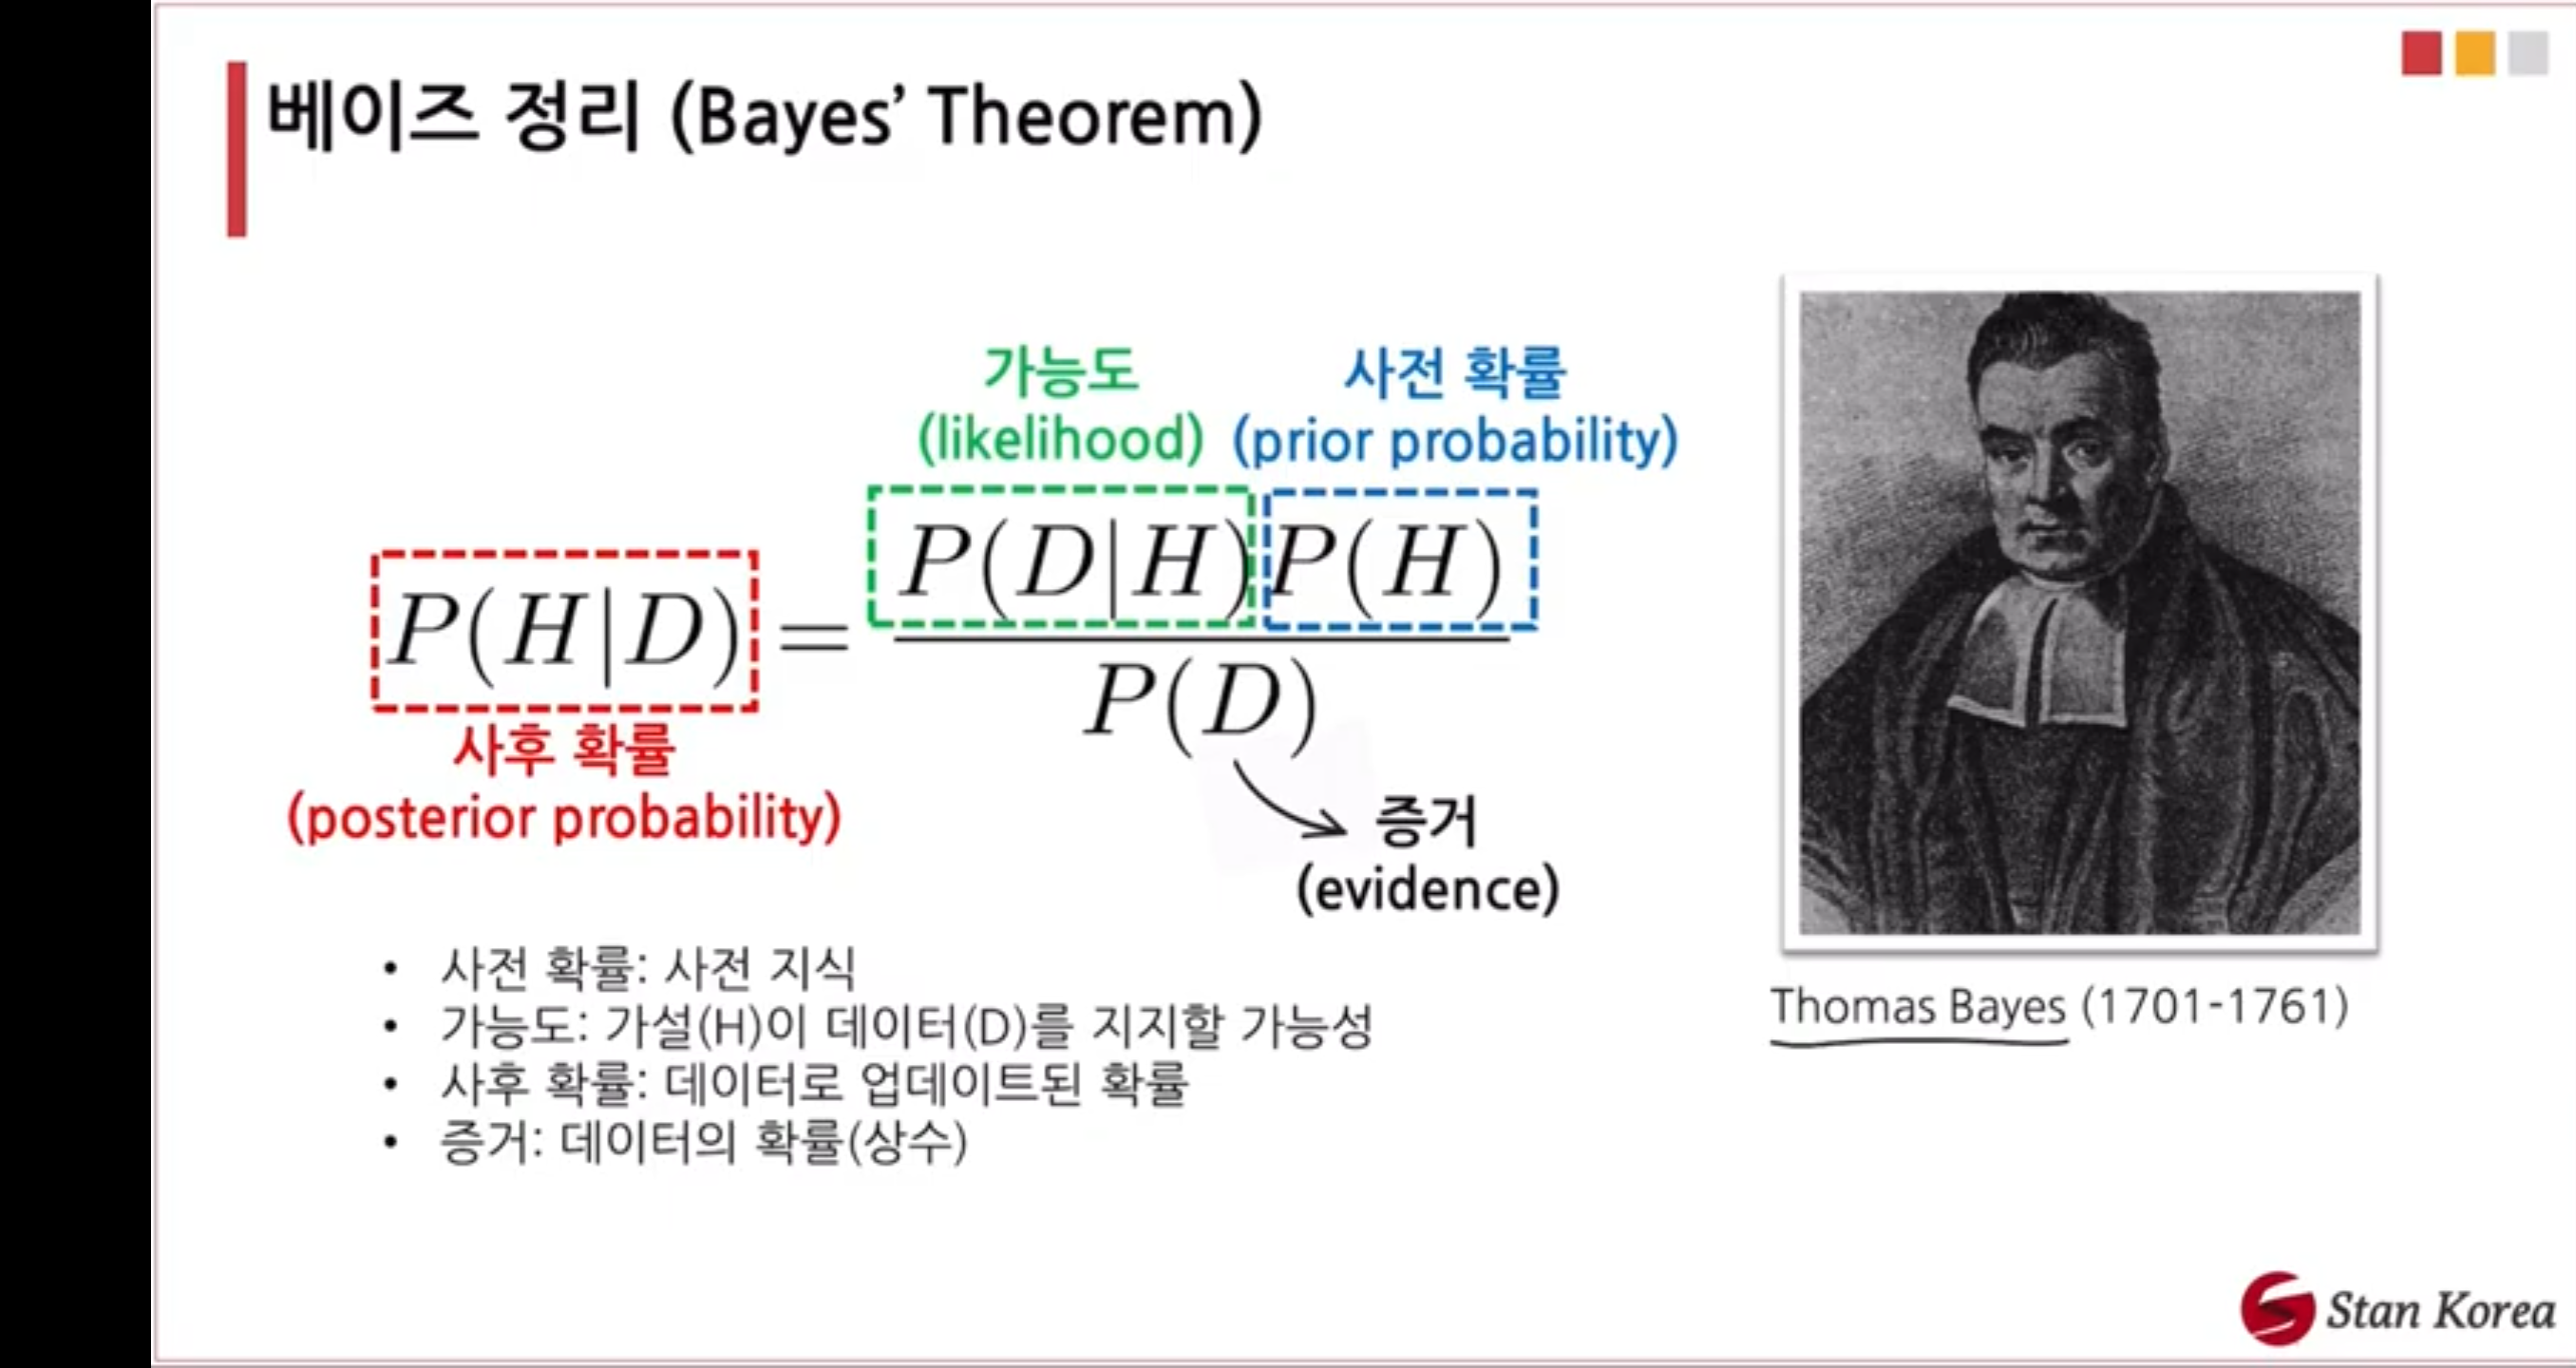 베이즈 정리 (Bayes’ Theorem)
가능도
(likelihood)
사전 확률
(prior probability)
P(H|D) = P(D|H)P(H)
P(D)
사후 확률
(posterior probability)
증거
(evidence)
• 사전 확률: 사전 지식
• 가능도: 가설(H)이 데이터(D)를 지지할 가능성
• 사후 확률: 데이터로 업데이트된 확률
• 증거: 데이터의 확률(상수)
Thomas Bayes (1701-1761)
Stan Korea